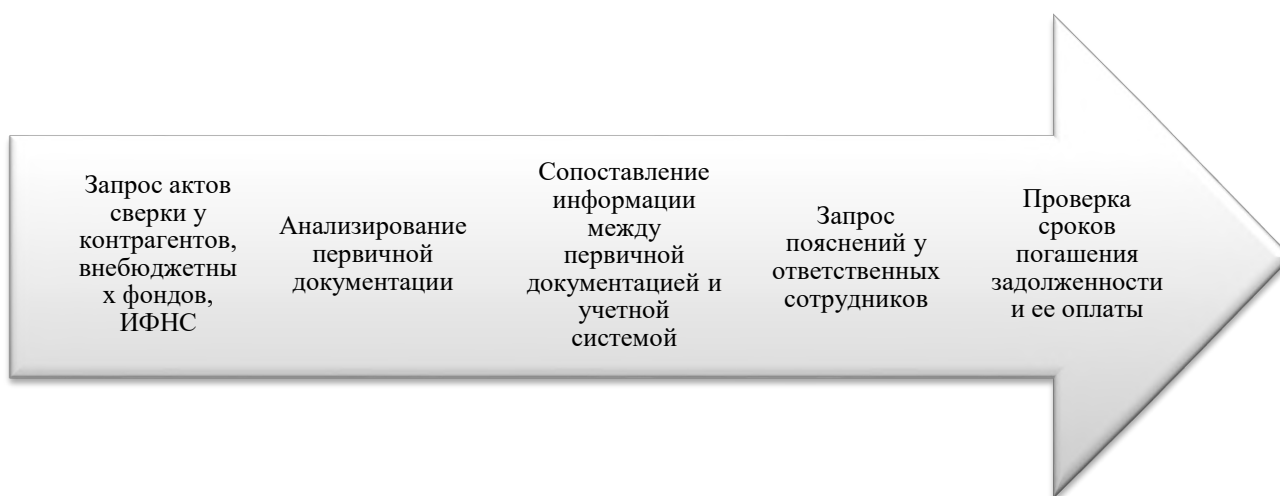 Запрос актов
сверки у
контрагентов,
внебюджетны
х фондов,
ИФНС
Анализирование
первичной
документации
Сопоставление
информации
между
первичной
документацией и
учетной
системой
Запрос
пояснений у
ответственных
сотрудников
Проверка
сроков
погашения
задолженности
и ее оплаты